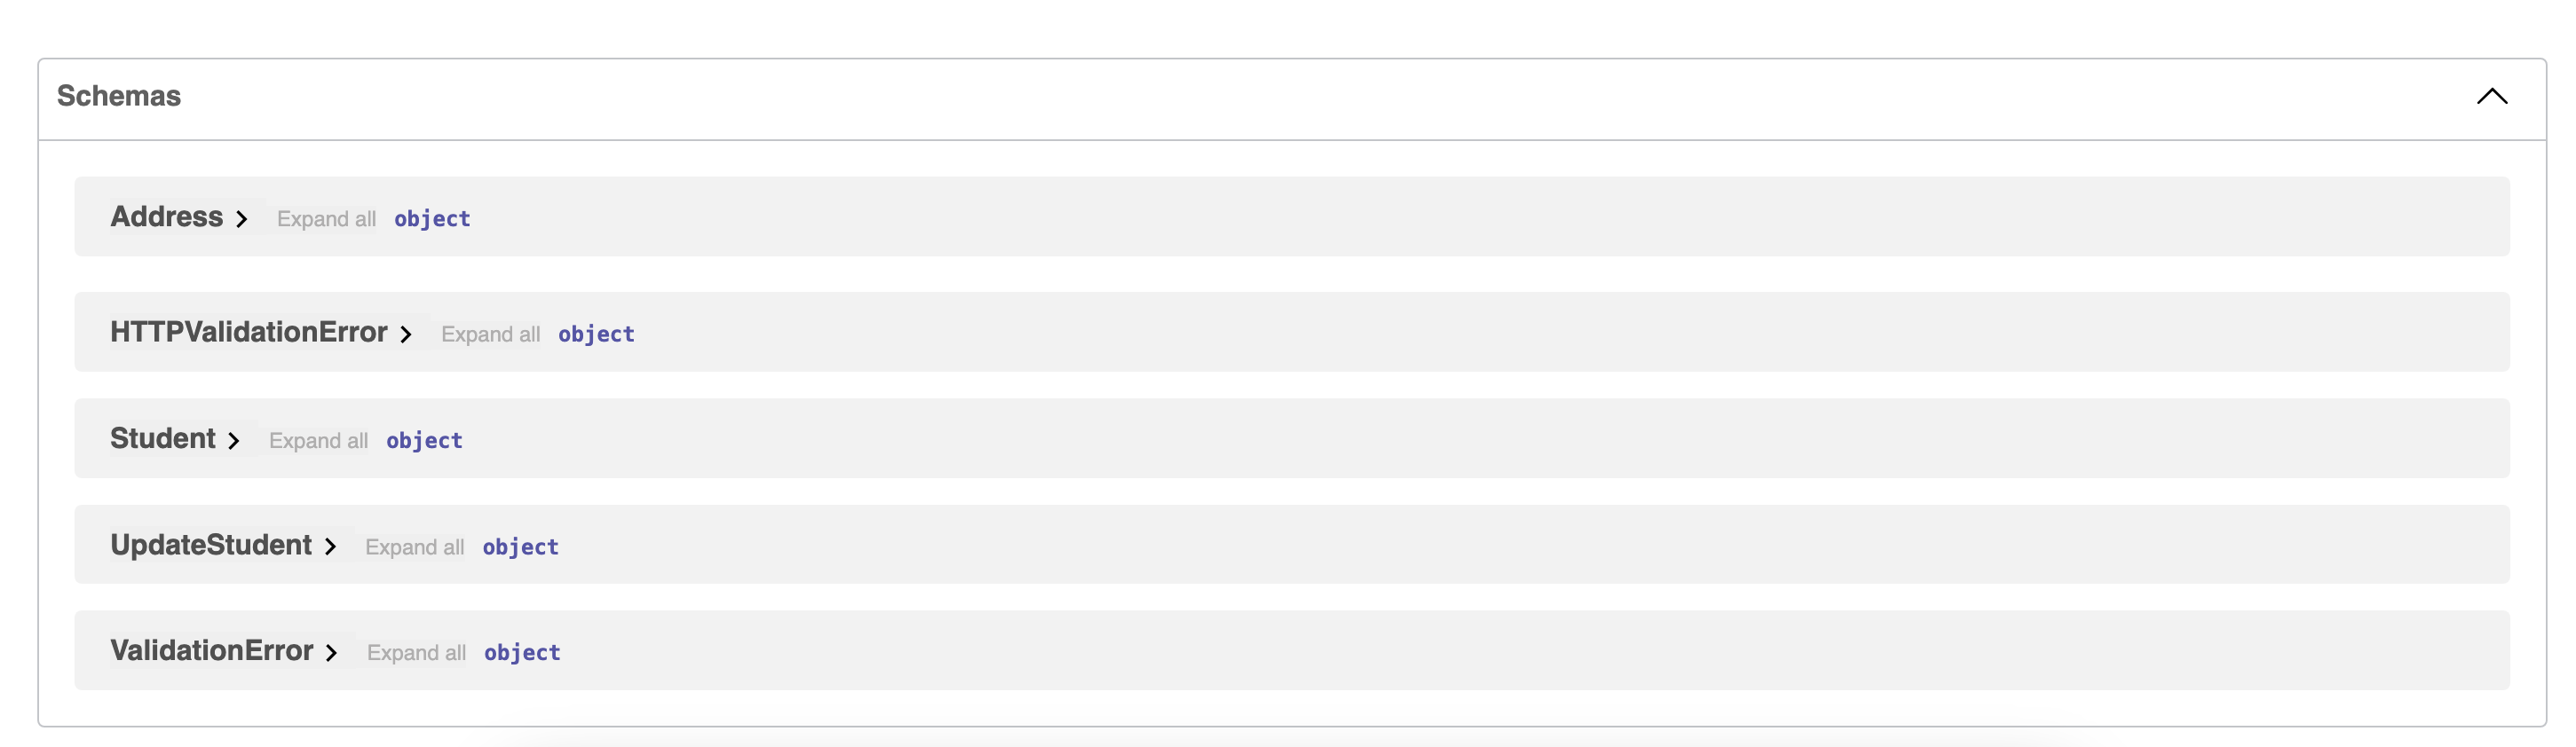 Schemas
Address Expand all object
HTTPValidationError Expand all object
Student Expand all object
UpdateStudent Expand all object
ValidationError Expand all object